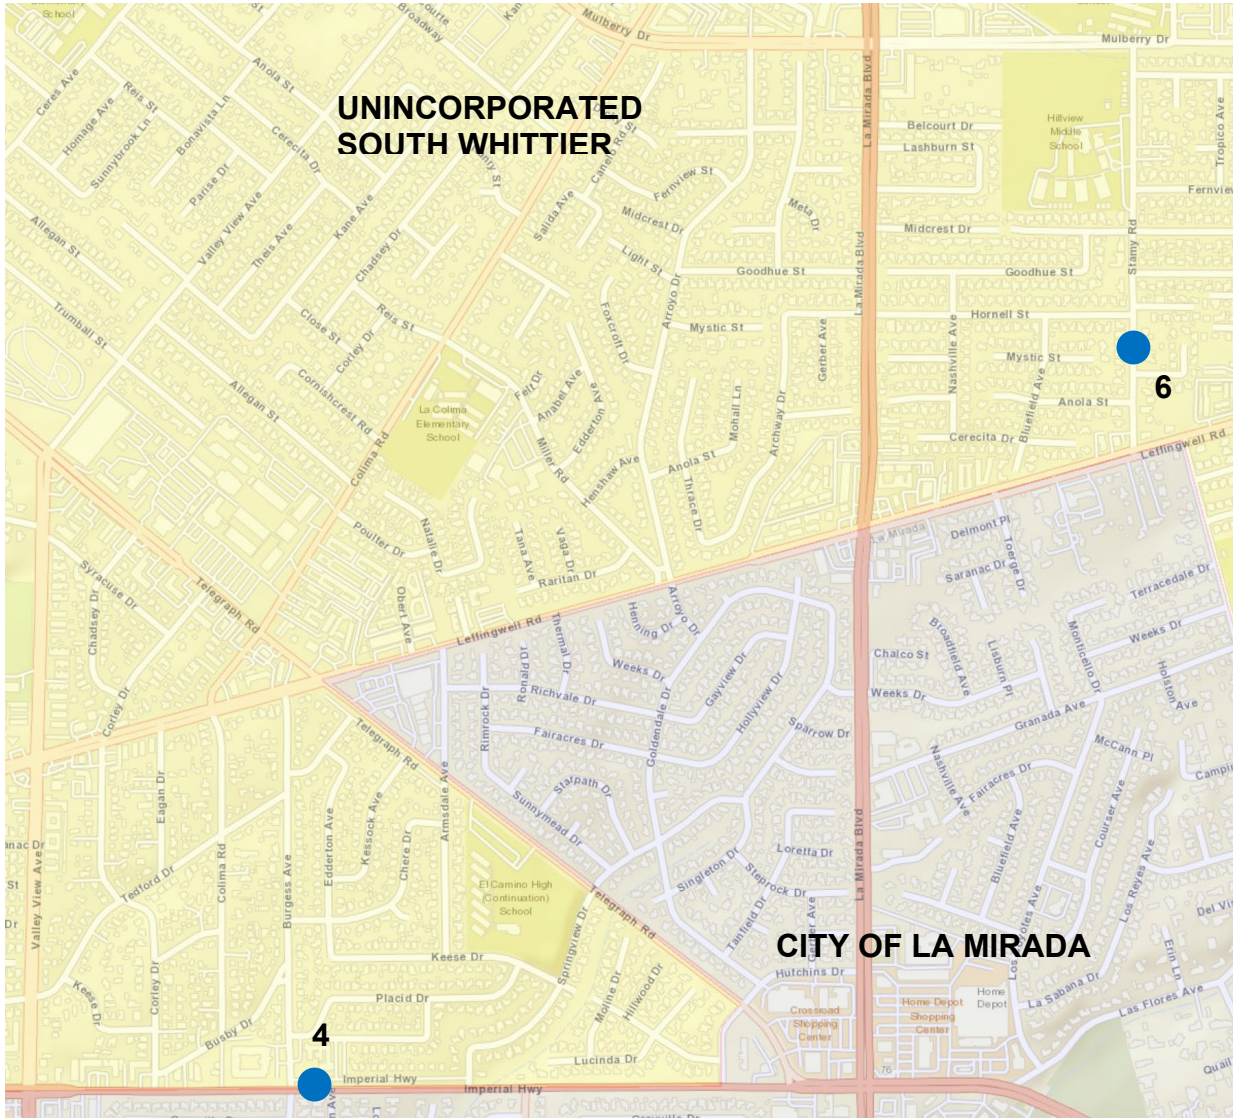 School
Broadway
Mulberry Dr
Mulberry Dr
Ceres Ave
Homage Ave
Reis St
Sunnybrook Ln
Bonavista Ln
Anola St
Cerecita Dr
Parise Dr
UNINCORPORATED
SOUTH WHITTIER
La Mirada Blvd
Belcourt Dr
Lashburn St
Hillview
Middle
School
Tropico Ave
Canelo Rd
Fernview St
Salida Ave
Midcrest Dr
Meta Dr
Midcrest Dr
Stamy Rd
Allegan St
Valley View Ave
Theis Ave
Kane Ave
Chadsey Dr
Light St
Goodhue St
Goodhue St
La Mirada Blvd
Arroyo Dr
Foxcroft Dr
Mystic St
Gerber Ave
Nashville Ave
Hornell St
Mystic St
Bluefield Ave
Trumball St
Close St
Corley Dr
Reis St
6
Anola St
Cornishcrest Rd
Allegan St
La Colima
Elementary
School
Felt Dr
Anabel Ave
Edderton Ave
Mohall Ln
Archway Dr
Cerecita Dr
Leffingwell Rd
Colima Rd
Miller Rd
Henshaw Ave
Anola St
Thrace Dr
Poulter Dr
Natalie Dr
Tana Ave
Vaga Dr
Raritan Dr
La Mirada
Delmont Pl
Toerge Dr
Saranac Dr
Terracedale Dr
Syracuse Dr
Telegraph Rd
Chadsey Dr
Obert Ave
Leffingwell Rd
Thermal Dr
Henning Dr
Arroyo Dr
Weeks Dr
Broadfield Ave
Lisburn Pl
Monticello Dr
Weeks Dr
Chalco St
Holston
Ave
Corley Dr
Ronald Dr
Richvale Dr
Rimrock Dr
Gayview Dr
Hollyview Dr
Weeks Dr
Granada Ave
Telegraph Rd
Fairacres Dr
Goldendale Dr
Sparrow Dr
McCann Pl
Nashville Ave
Fairacres Dr
Eagan Dr
Armsdale Ave
Stafpath Dr
Sunnymead Dr
Edderton Ave
Kessock Ave
Chere Dr
Courser Ave
Bluefield Ave
Valley View Ave
Tedford Dr
Colima Rd
Burgess Ave
El Camino High
(Continuation)
School
Telegraph Rd
Singleton Dr
Loretta Dr
Steprock Dr
Tanfield Dr
Gerber Ave
La Mirada Blvd
Los Reyes Ave
Springview Dr
CITY OF LA MIRADA
Erin Ln
Keese Dr
Hutchins Dr
Keese Dr
Corley Dr
Placid Dr
Moline Dr
Hillwood Dr
Crossroad
Shopping
Center
Home Depot
Shopping
Center
Home
Depot
La Sabana Dr
Las Flores Ave
Busby Dr
4
Lucinda Dr
Imperial Hwy
Imperial Hwy
76
Quail